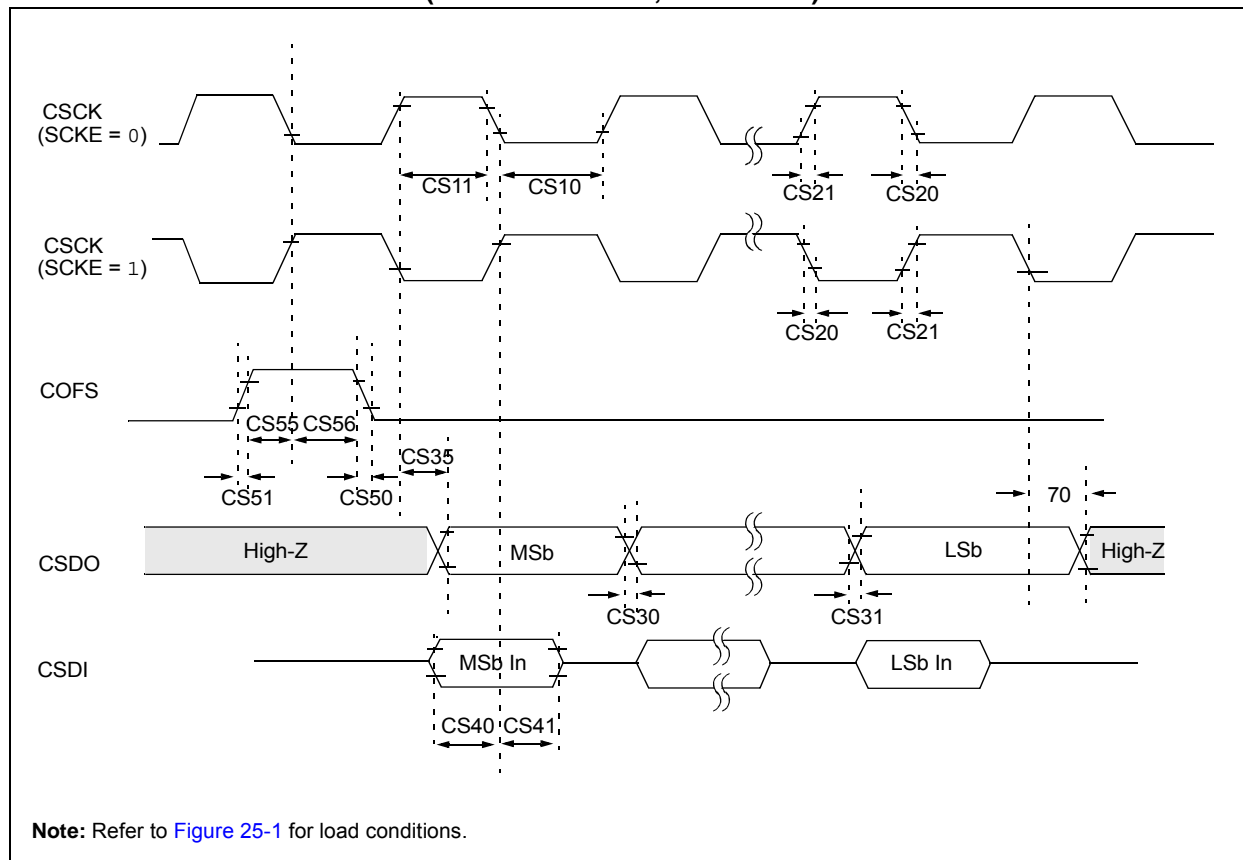 CSCK
(SCKE = 0)
CS11
CS10
CS21
CS20
CSCK
(SCKE = 1)
CS20
CS21
COFS
CS55
CS56
CS35
CS51
CS50
70
CSDO
High-Z
MSb
LSb
High-Z
CS30
CS31
CSDI
MSb In
LSb In
CS40
CS41
Note: Refer to Figure 25-1 for load conditions.